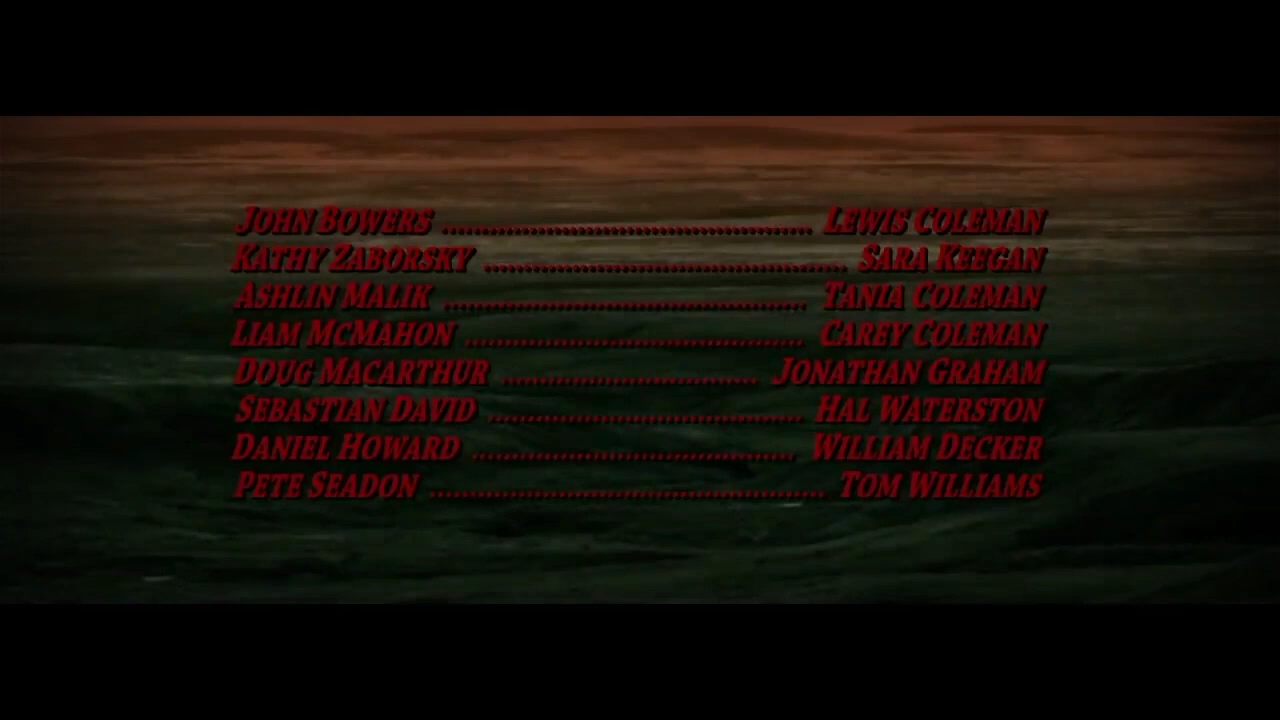 JOHN BOWERS ................................................ LEWIS COLEMAN
KATHY ZABORSKY ............................................... SARA KEEGAN
ASHLIN MALIK ............................................... TANIA COLEMAN
LIAM MCMAHON ............................................ CAREY COLEMAN
DOUG MACARTHUR ................................. JONATHAN GRAHAM
SEBASTIAN DAVID ......................................... HAL WATERSTON
DANIEL HOWARD .......................................... WILLIAM DECKER
PETE SEADON .................................................... TOM WILLIAMS